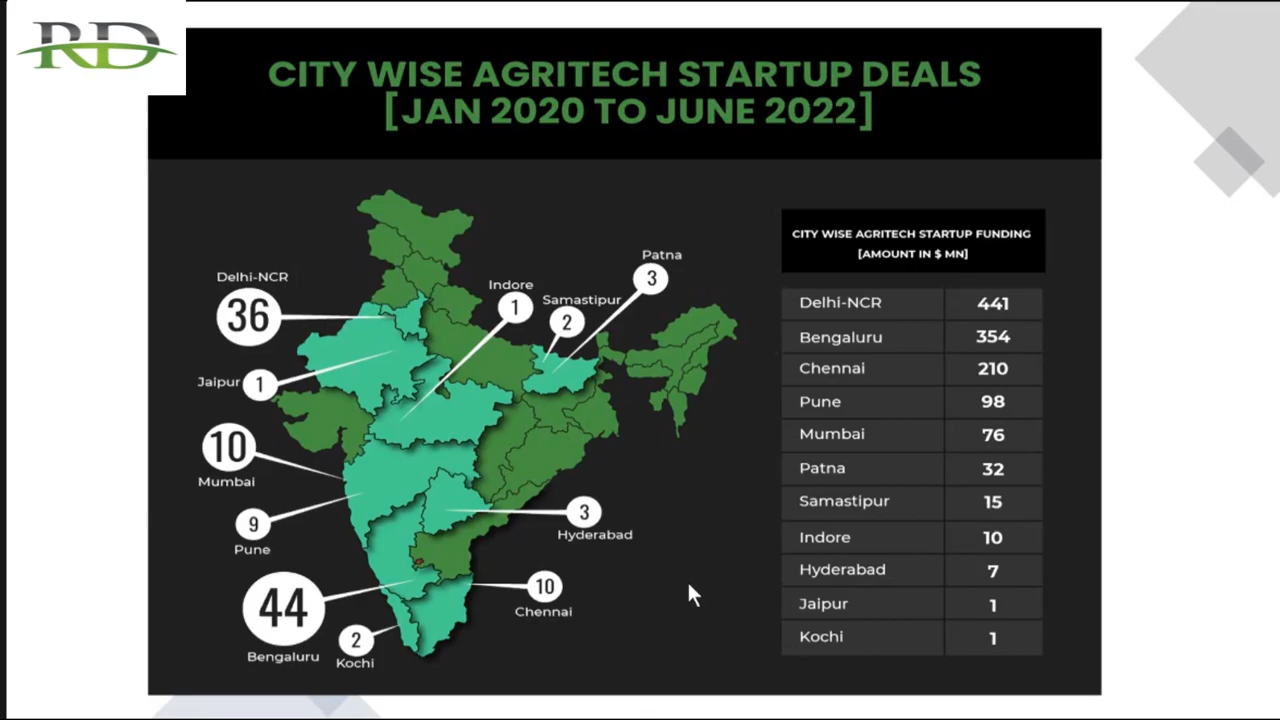 RD
CITY WISE AGRITECH STARTUP DEALS
[JAN 2020 TO JUNE 2022]
Delhi-NCR
36
Jaipur 1
10
Mumbai
9
Pune
44
Bengaluru
2
Kochi
Indore
1
Samastipur
2
Patna
3
3
Hyderabad
10
Chennai
CITY WISE AGRITECH STARTUP FUNDING
[AMOUNT IN $ MN]
Delhi-NCR 441
Bengaluru 354
Chennai 210
Pune 98
Mumbai 76
Patna 32
Samastipur 15
Indore 10
Hyderabad 7
Jaipur 1
Kochi 1